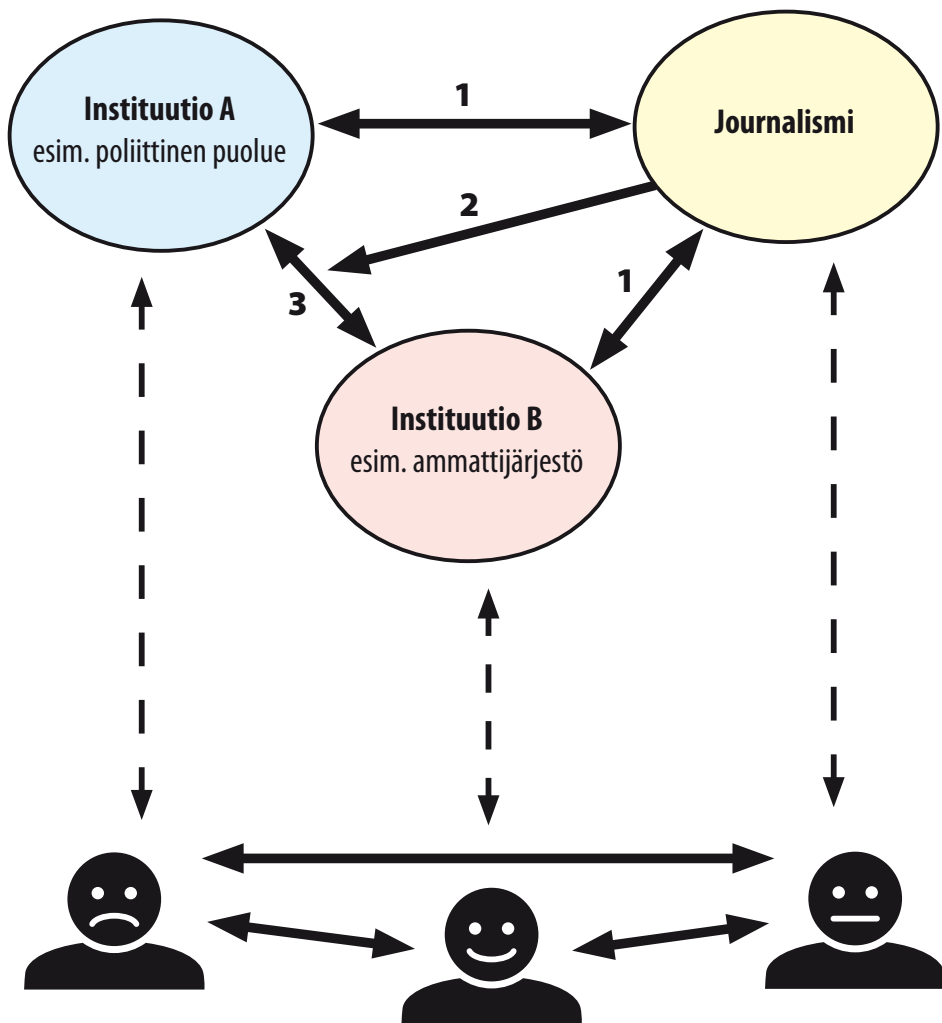 1
Instituutio A
esim. poliittinen puolue
Journalismi
2
1
3
Instituutio B
esim. ammattijärjestö